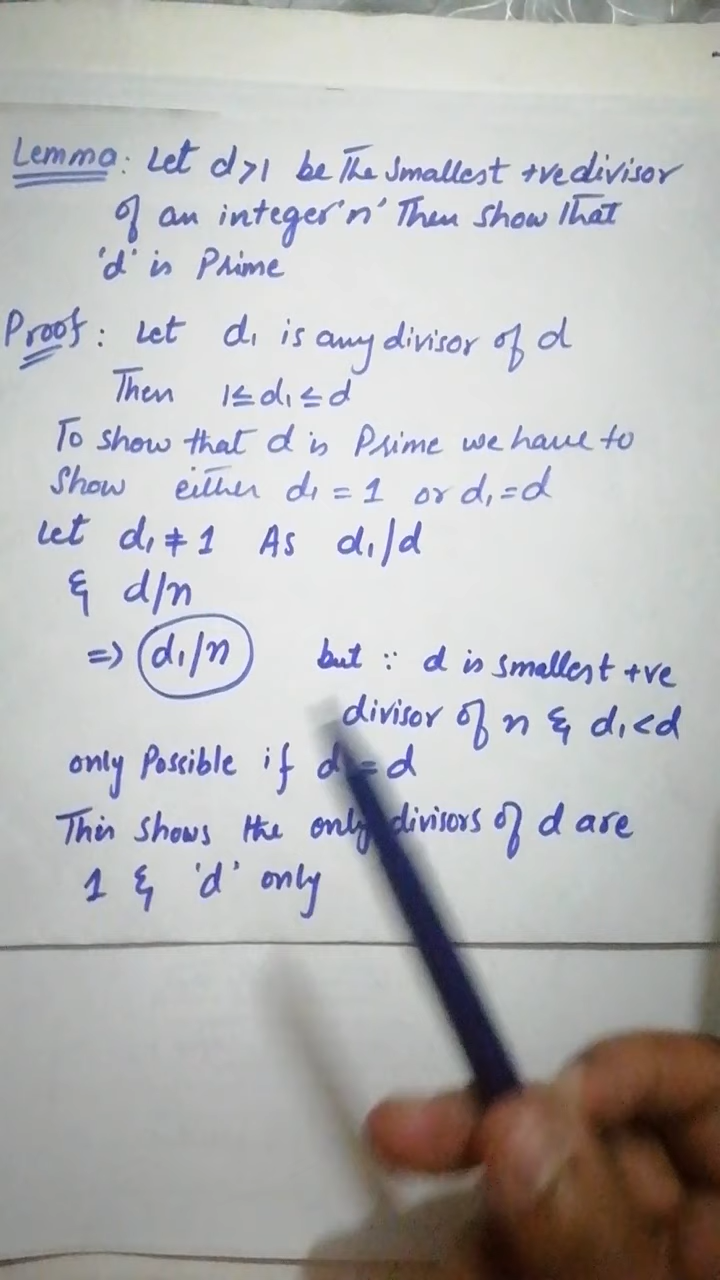 Lemma: Let d>1 be The Smallest +ve divisor
of an integer 'n' Then show That
'd' is Prime
Proof: Let d₁ is any divisor of d
Then 1≤d₁≤d
To show that d is Prime we have to
Show either d₁ = 1 or d₁=d
Let d₁≠1 As d₁/d
& d/n
=> d₁/n but ∵ d is smallest +ve
divisor of n & d₁<d
only Possible if d₁=d
This shows the only divisors of d are
1 & 'd' only